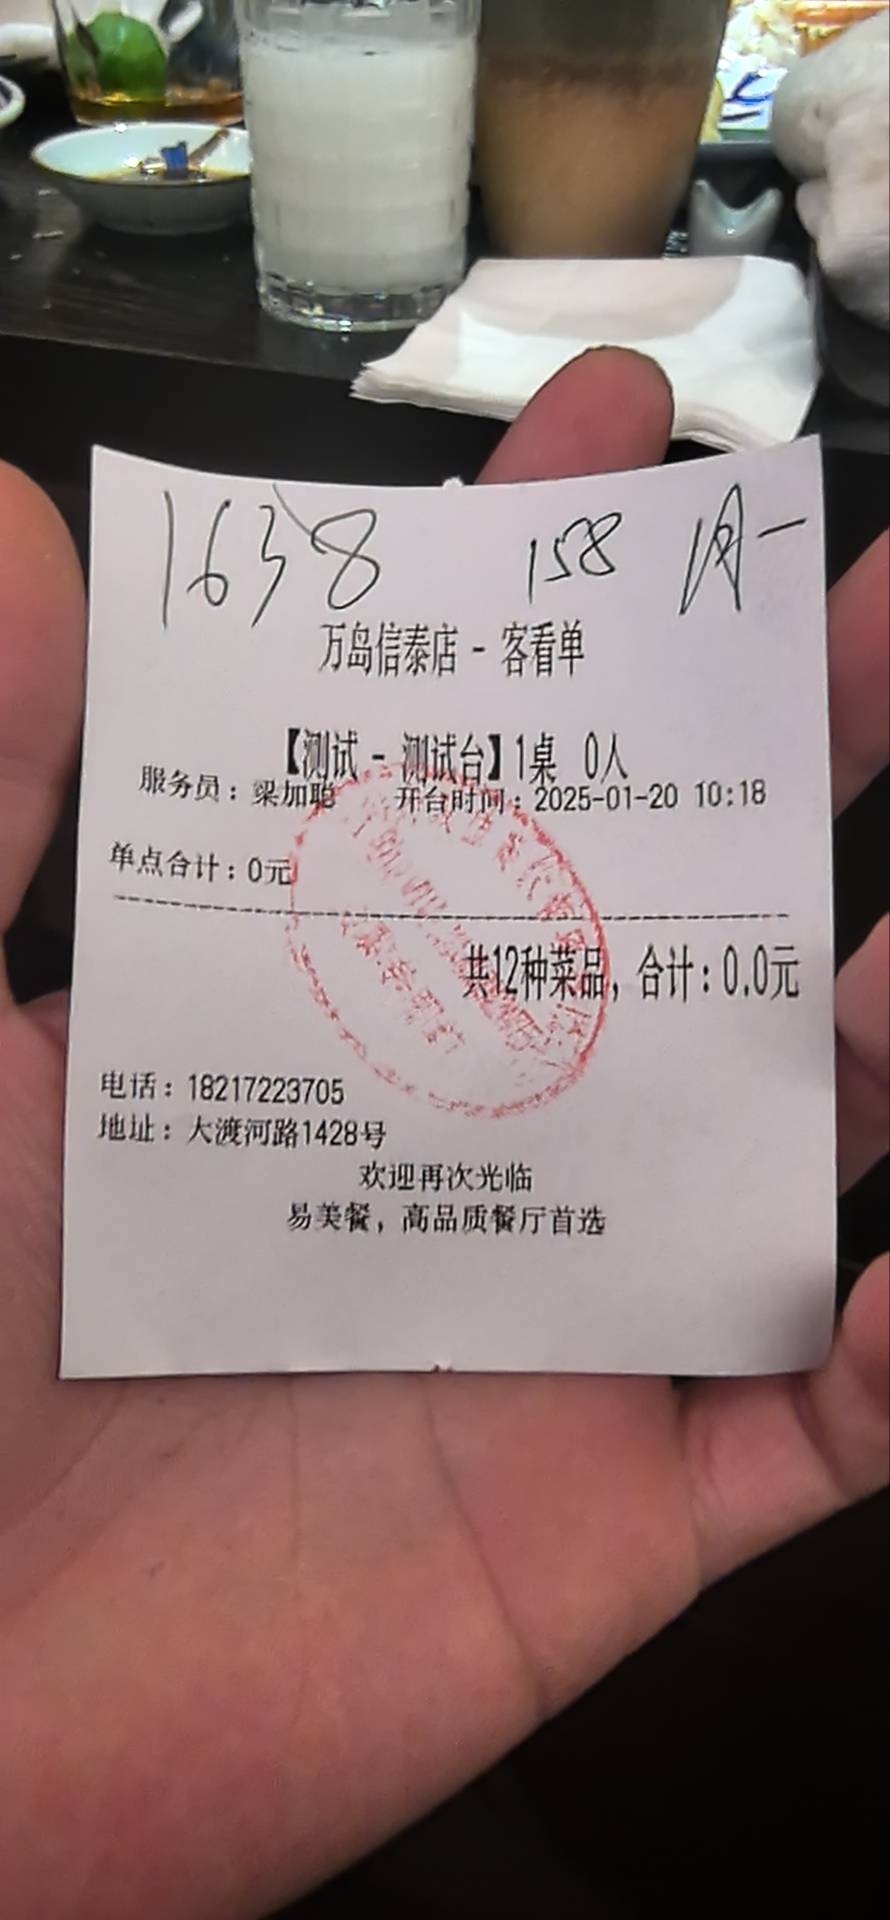 1638 158 周一
万岛信泰店 - 客看单
【测试 - 测试台】1桌 0人
服务员：梁加聪 开台时间：2025-01-20 10:18
单点合计：0元
共12种菜品，合计：0.0元
电话：18217223705
地址：大渡河路1428号
欢迎再次光临
易美餐，高品质餐厅首选